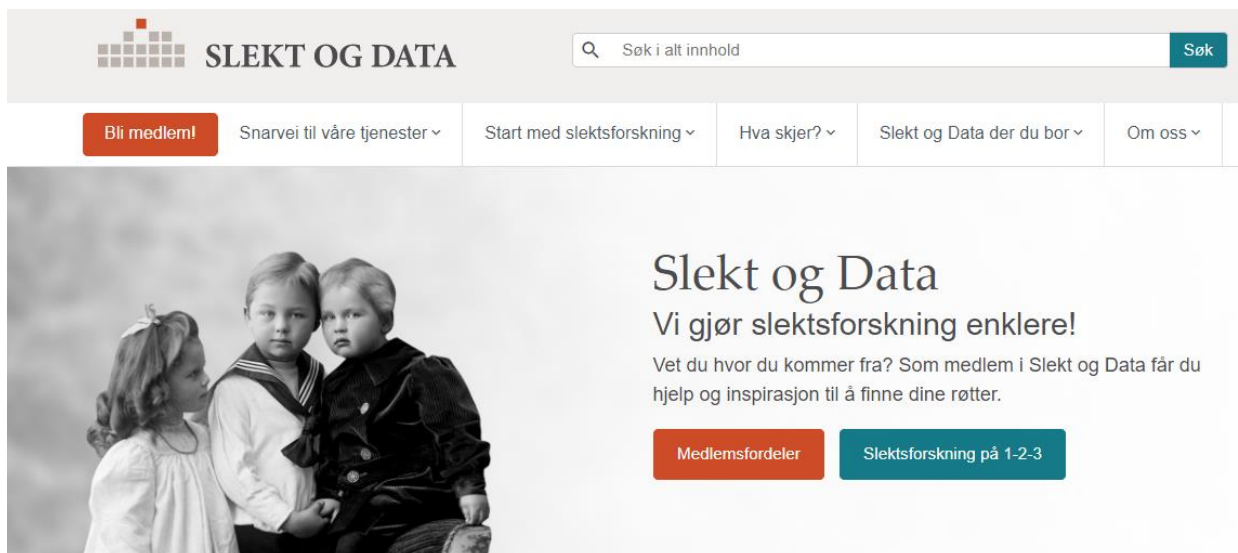 SLEKT OG DATA
Søk i alt innhold
Søk
Bli medlem!
Snarvei til våre tjenester
Start med slektsforskning
Hva skjer?
Slekt og Data der du bor
Om oss
Slekt og Data
Vi gjør slektsforskning enklere!
Vet du hvor du kommer fra? Som medlem i Slekt og Data får du
hjelp og inspirasjon til å finne dine røtter.
Medlemsfordeler
Slektsforskning på 1-2-3